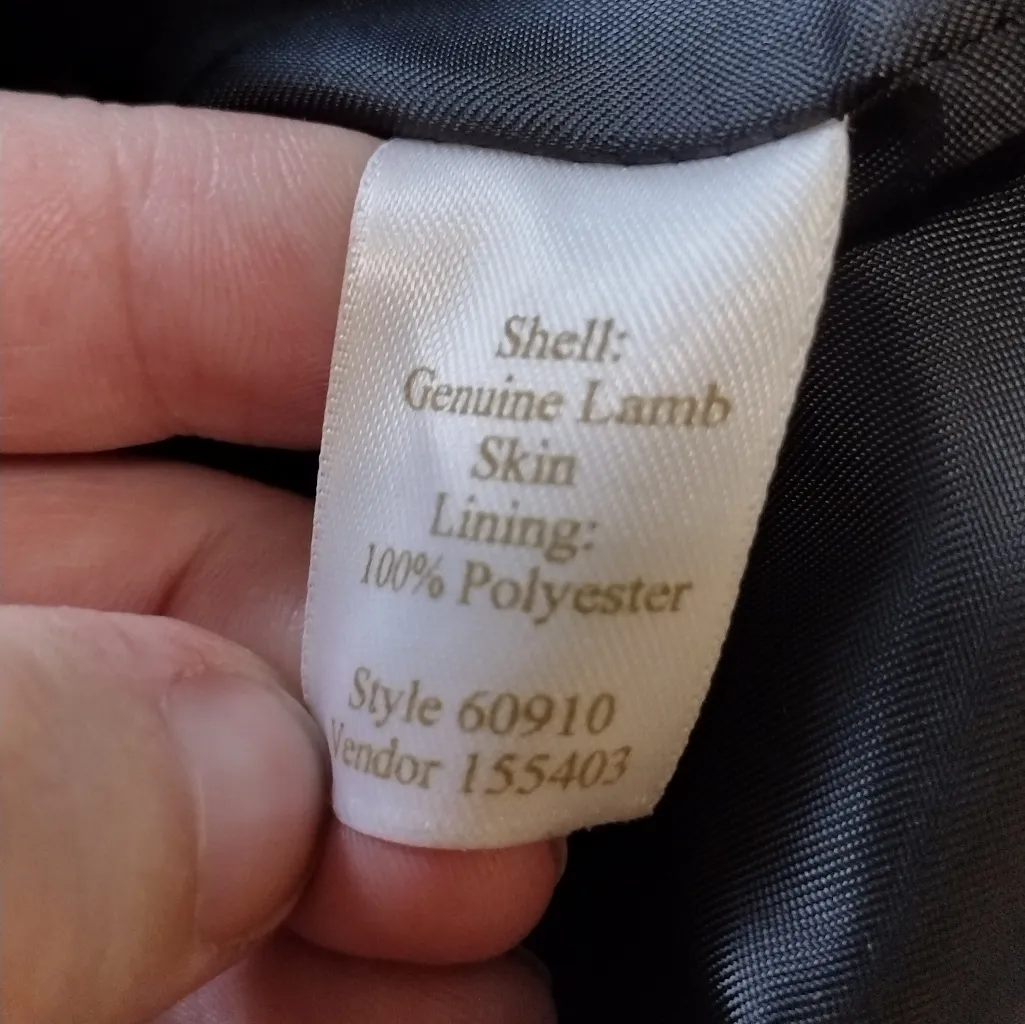 Shell:
Genuine Lamb
Skin
Lining:
100% Polyester
Style 60910
Vendor 155403